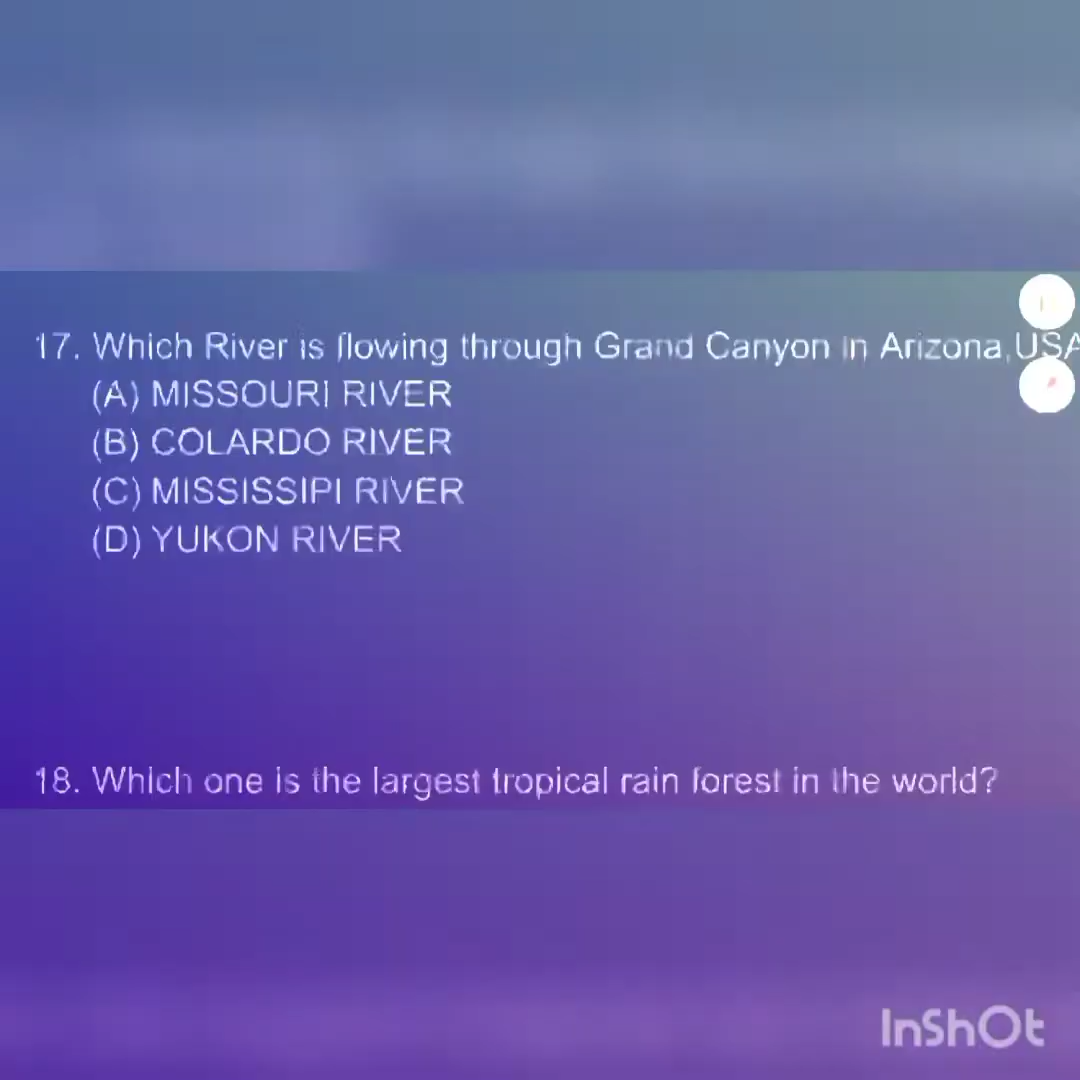 17. Which River is flowing through Grand Canyon in Arizona,USA
(A) MISSOURI RIVER
(B) COLARDO RIVER
(C) MISSISSIPI RIVER
(D) YUKON RIVER
18. Which one is the largest tropical rain forest in the world?
InShOt